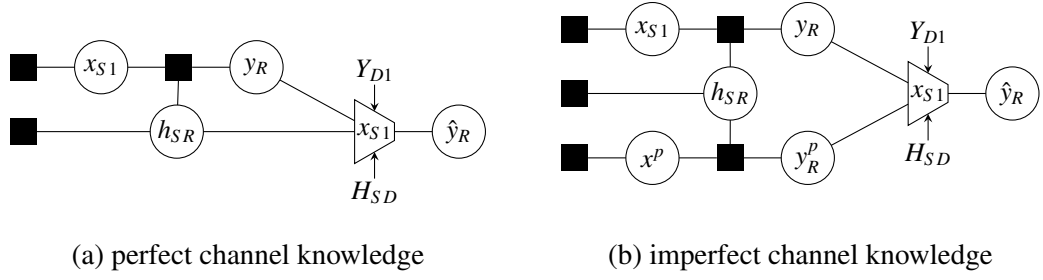 x_{S1} y_R Y_{D1} x_{S1} ŷ_R
h_{SR} H_{SD}
(a) perfect channel knowledge
x_{S1} y_R Y_{D1}
h_{SR} x_{S1} ŷ_R
x^p y_R^p H_{SD}
(b) imperfect channel knowledge